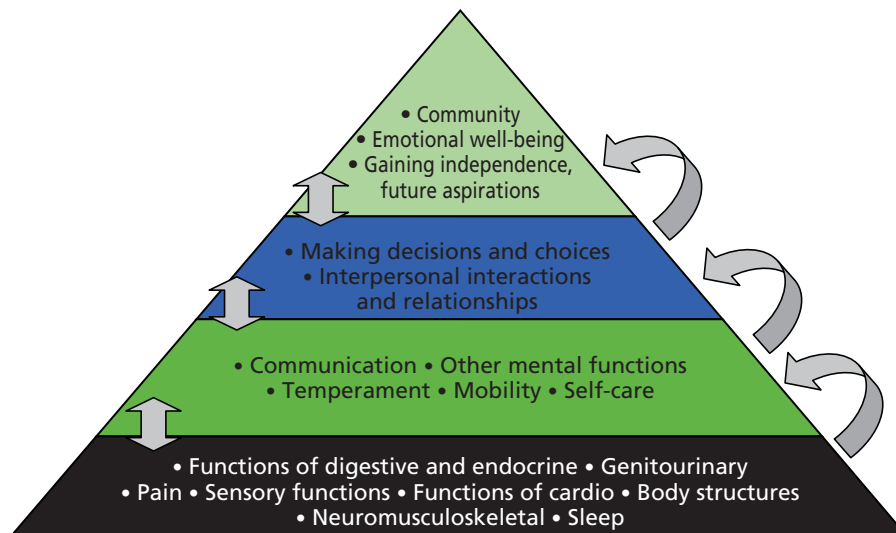 • Community
• Emotional well-being
• Gaining independence,
future aspirations
• Making decisions and choices
• Interpersonal interactions
and relationships
• Communication • Other mental functions
• Temperament • Mobility • Self-care
• Functions of digestive and endocrine • Genitourinary
• Pain • Sensory functions • Functions of cardio • Body structures
• Neuromusculoskeletal • Sleep